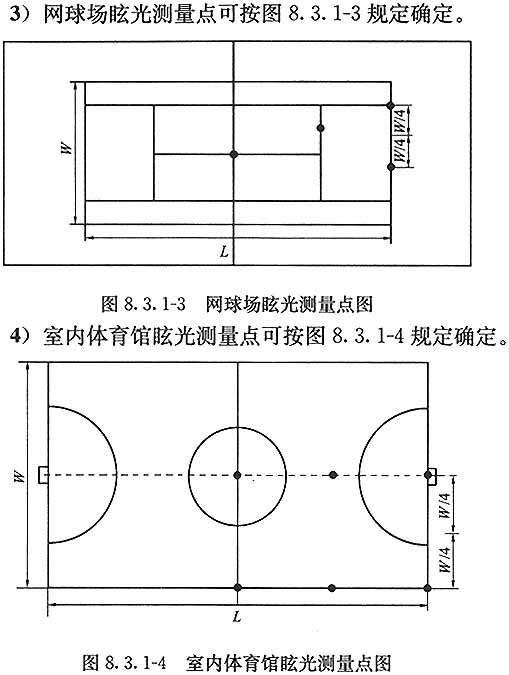 3）网球场眩光测量点可按图 8.3.1-3 规定确定。
W
W/4
W/4
L
图 8.3.1-3 网球场眩光测量点图
4）室内体育馆眩光测量点可按图 8.3.1-4 规定确定。
W
W/4
W/4
L
图 8.3.1-4 室内体育馆眩光测量点图